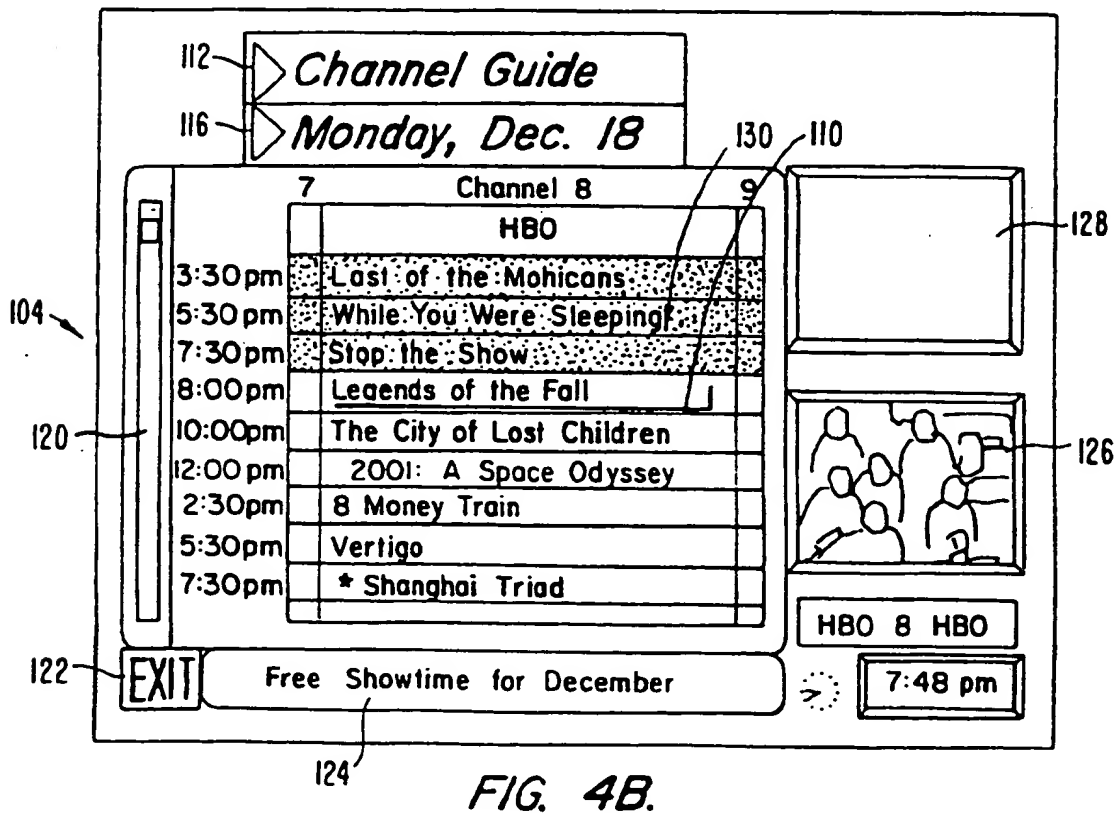 112 Channel Guide
116 Monday, Dec. 18
130 110
7 Channel 8 9
HBO
128
3:30pm Last of the Mohicans
104
5:30 pm While You Were Sleeping
7:30pm Stop the Show
8:00pm Legends of the Fall
120
10:00pm The City of Lost Children
126
12:00 pm 2001: A Space Odyssey
2:30pm 8 Money Train
5:30pm Vertigo
7:30pm * Shanghai Triad
HBO 8 HBO
122 EXIT Free Showtime for December 7:48 pm
124
FIG. 4B.